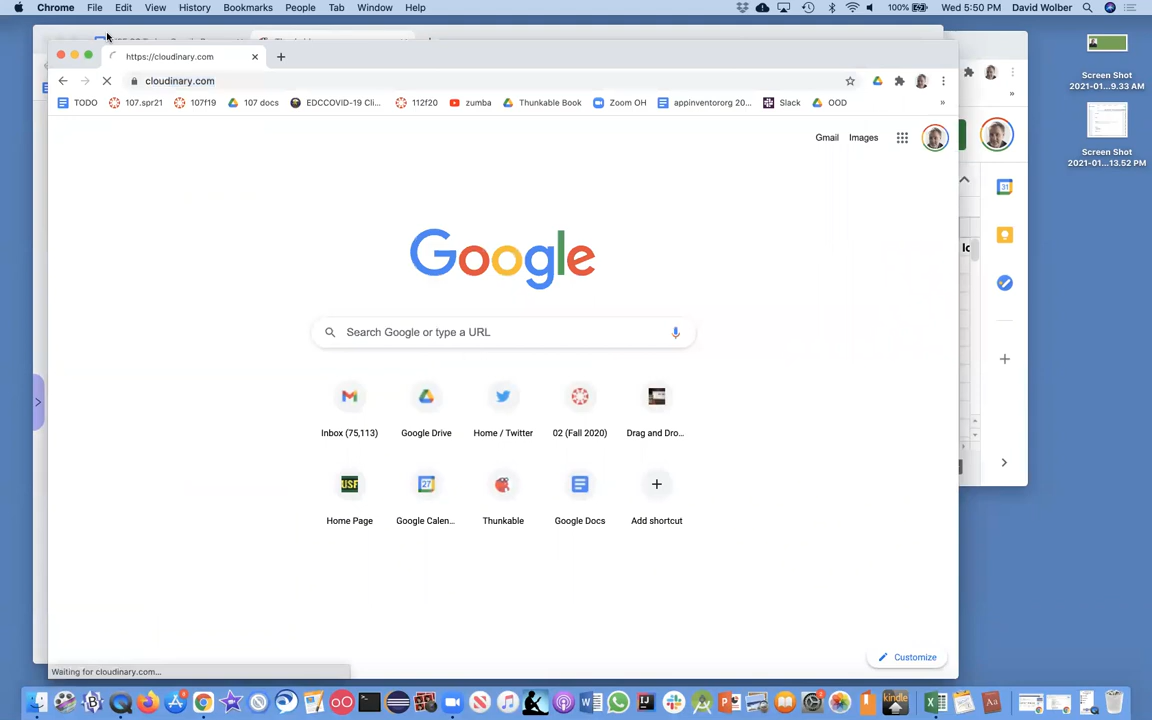 Chrome File Edit View History Bookmarks People Tab Window Help 100% Wed 5:50 PM David Wolber
https://cloudinary.com
cloudinary.com
TODO 107.spr21 107f19 107 docs EDCCOVID-19 Cli... 112f20 zumba Thunkable Book Zoom OH appinventororg 20... Slack OOD »
Gmail Images
Google
Search Google or type a URL
Inbox (75,113) Google Drive Home / Twitter 02 (Fall 2020) Drag and Dro...
USF
27
Home Page Google Calen... Thunkable Google Docs Add shortcut
Customize
Waiting for cloudinary.com...
Screen Shot
2021-01...9.33 AM
Screen Shot
2021-01...13.52 PM
31
kindle